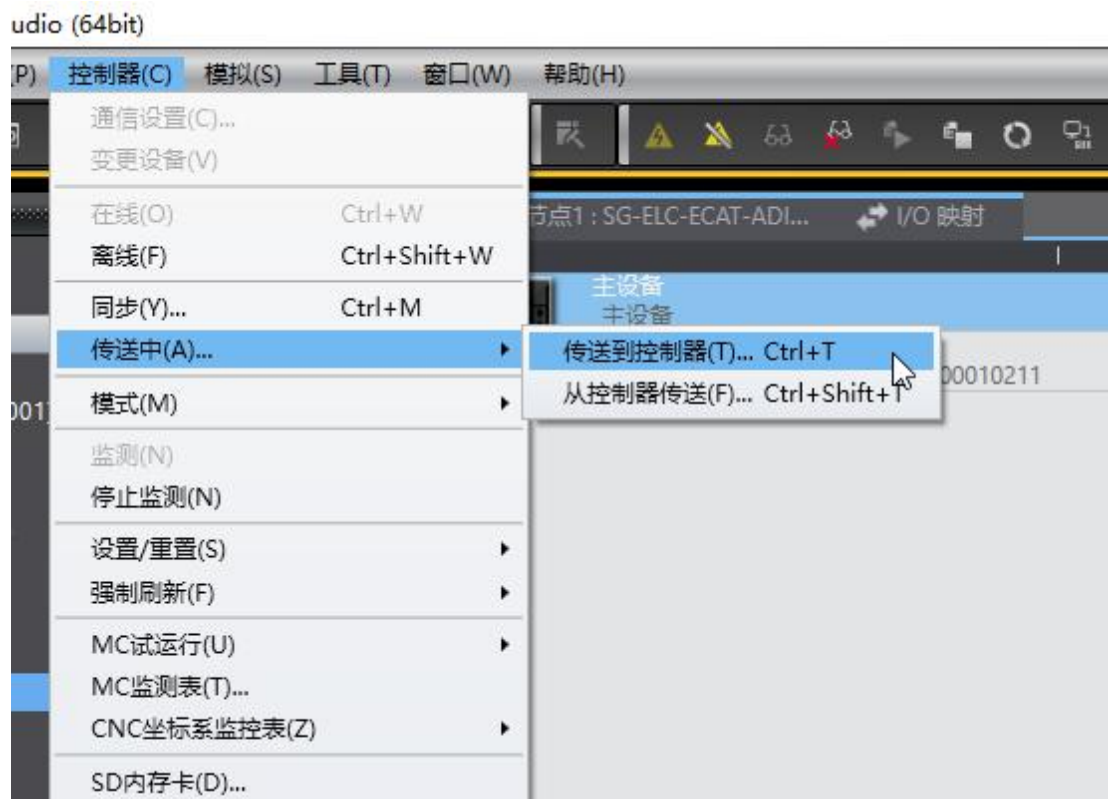 udio (64bit)
(P) 控制器(C) 模拟(S) 工具(T) 窗口(W) 帮助(H)
通信设置(C)...
变更设备(V)
在线(O) Ctrl+W
离线(F) Ctrl+Shift+W
同步(Y)... Ctrl+M
传送中(A)...
模式(M)
监测(N)
停止监测(N)
设置/重置(S)
强制刷新(F)
MC试运行(U)
MC监测表(T)...
CNC坐标系监控表(Z)
SD内存卡(D)...
节点1 : SG-ELC-ECAT-ADI... I/O 映射
主设备
主设备
传送到控制器(T)... Ctrl+T
从控制器传送(F)... Ctrl+Shift+T
00010211
001]